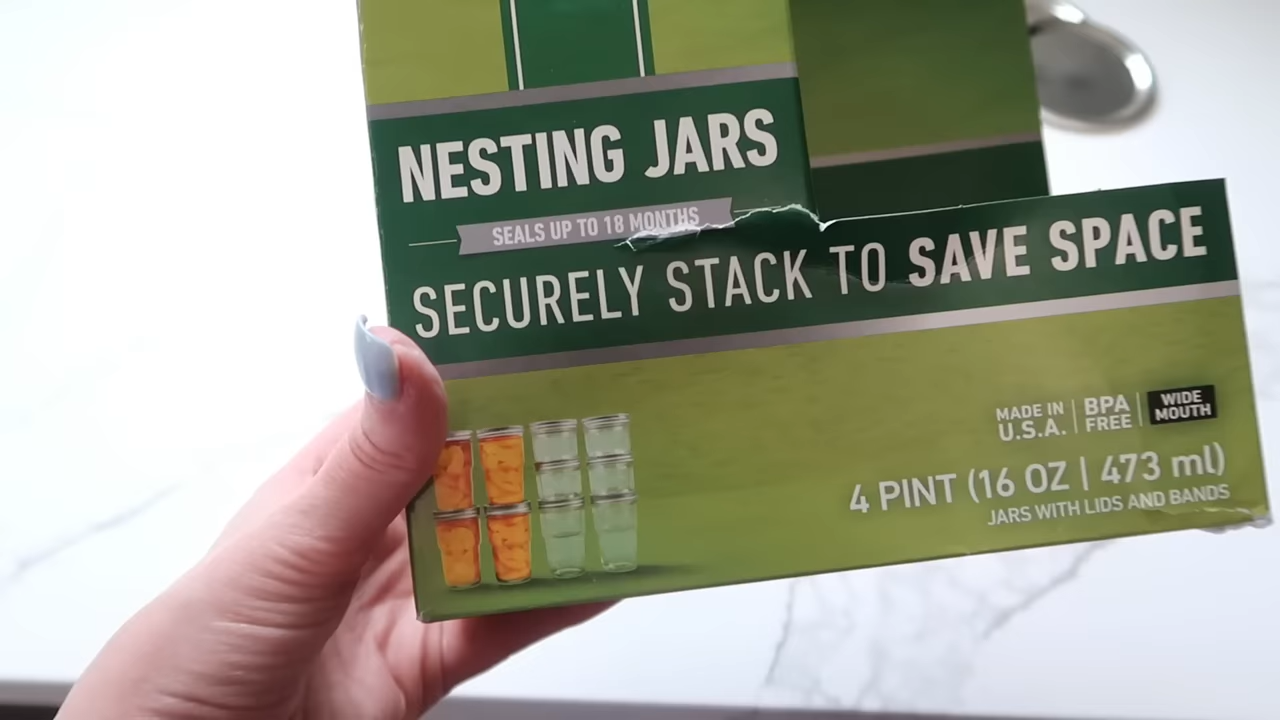 NESTING JARS
SEALS UP TO 18 MONTHS
SECURELY STACK TO SAVE SPACE
MADE IN U.S.A. | BPA FREE | WIDE MOUTH
4 PINT (16 OZ | 473 ml)
JARS WITH LIDS AND BANDS